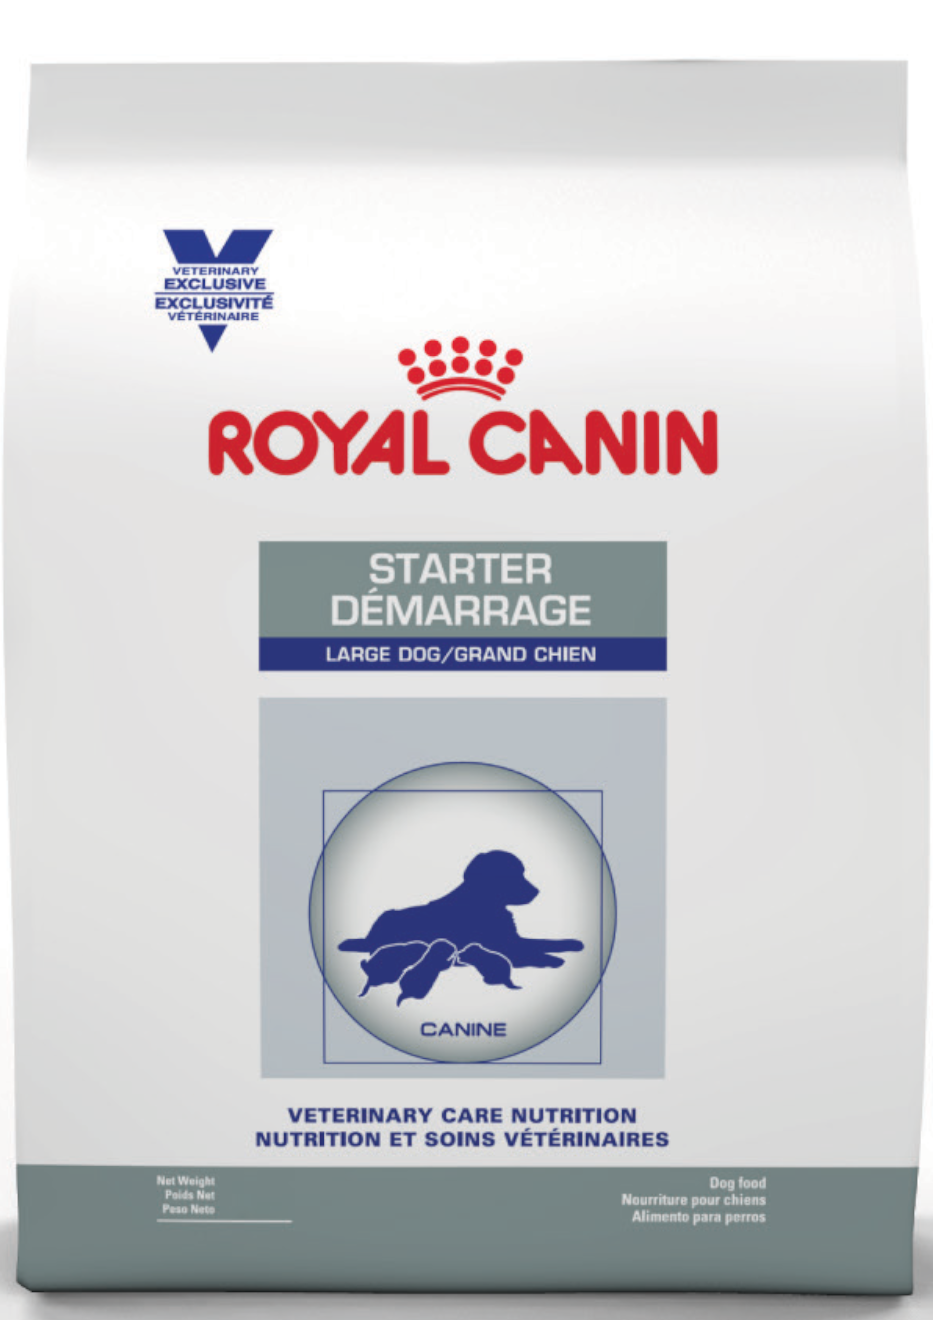 VETERINARY
EXCLUSIVE
EXCLUSIVITÉ
VÉTÉRINAIRE
ROYAL CANIN
STARTER
DÉMARRAGE
LARGE DOG/GRAND CHIEN
CANINE
VETERINARY CARE NUTRITION
NUTRITION ET SOINS VÉTÉRINAIRES
Net Weight
Poids Net
Peso Neto
Dog food
Nourriture pour chiens
Alimento para perros